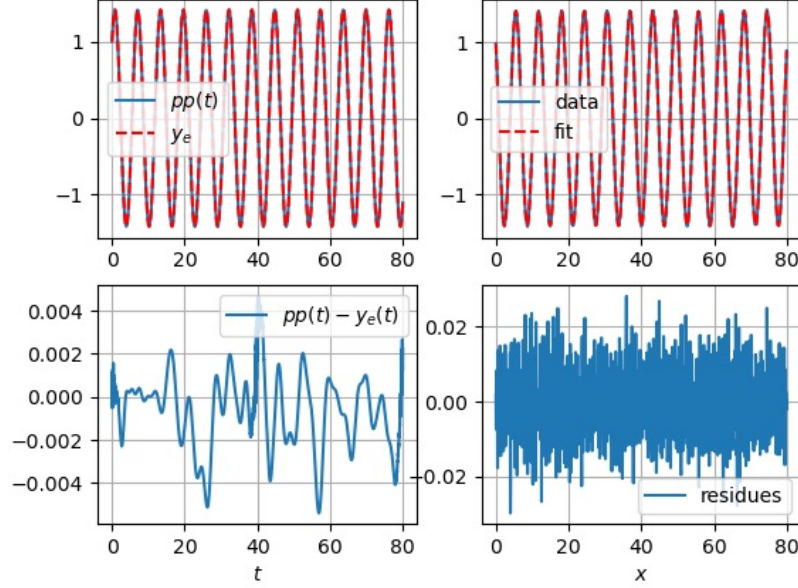 1
0
−1
pp(t)
y_e
0 20 40 60 80
1
0
−1
data
fit
0 20 40 60 80
0.004
0.002
0.000
−0.002
−0.004
pp(t) − y_e(t)
0 20 40 60 80
t
0.02
0.00
−0.02
residues
0 20 40 60 80
x